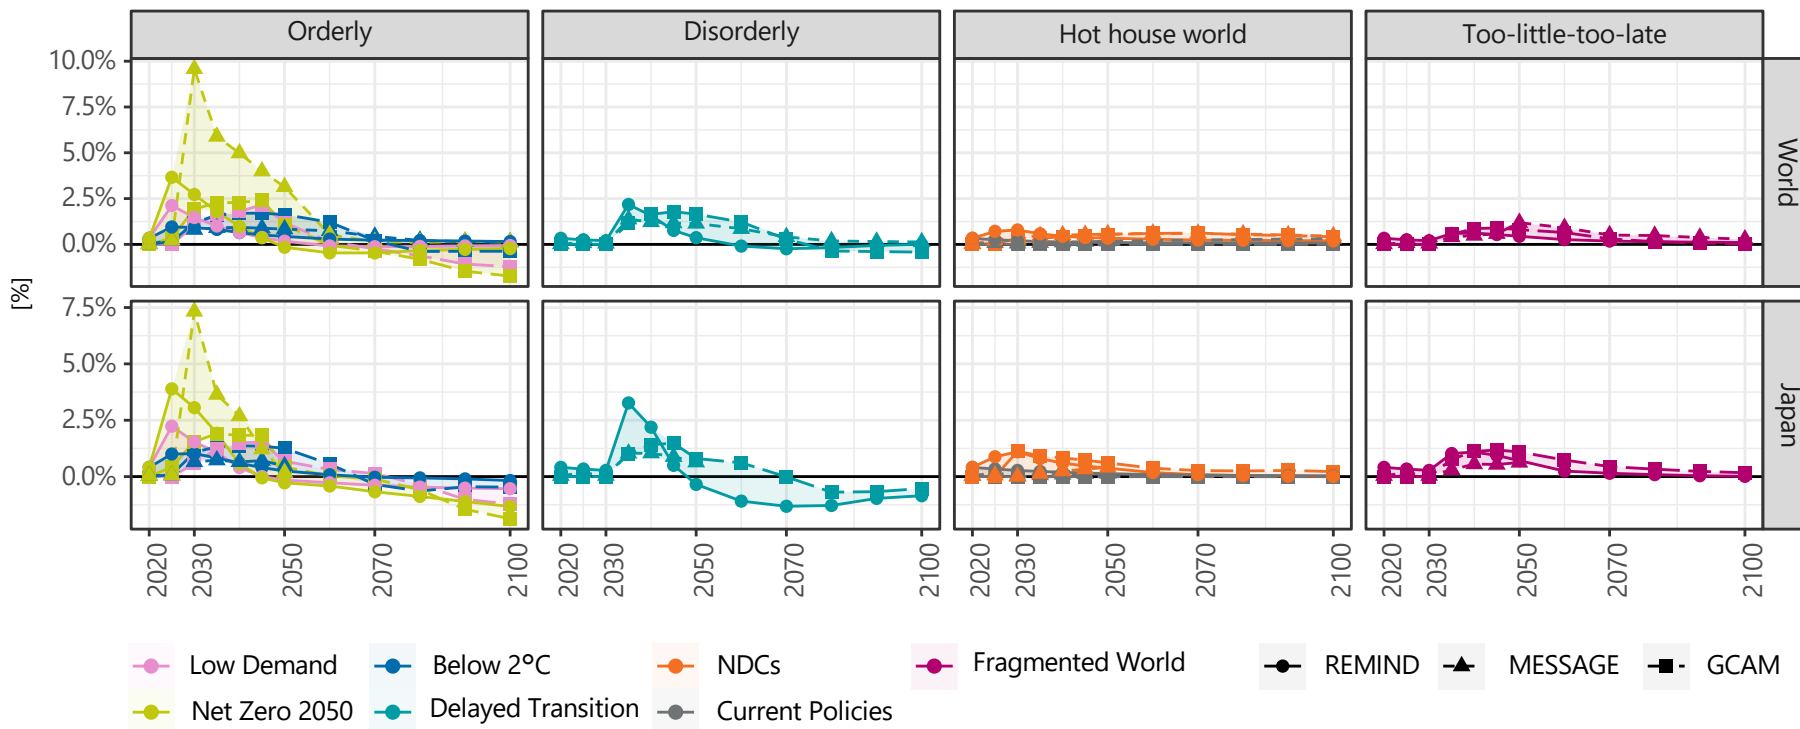 Orderly
Disorderly
Hot house world
Too-little-too-late
10.0%
7.5%
5.0%
2.5%
0.0%
World
[%]
7.5%
5.0%
2.5%
0.0%
Japan
2020 2030 2050 2070 2100
2020 2030 2050 2070 2100
2020 2030 2050 2070 2100
2020 2030 2050 2070 2100
Low Demand Below 2°C NDCs Fragmented World REMIND MESSAGE GCAM
Net Zero 2050 Delayed Transition Current Policies